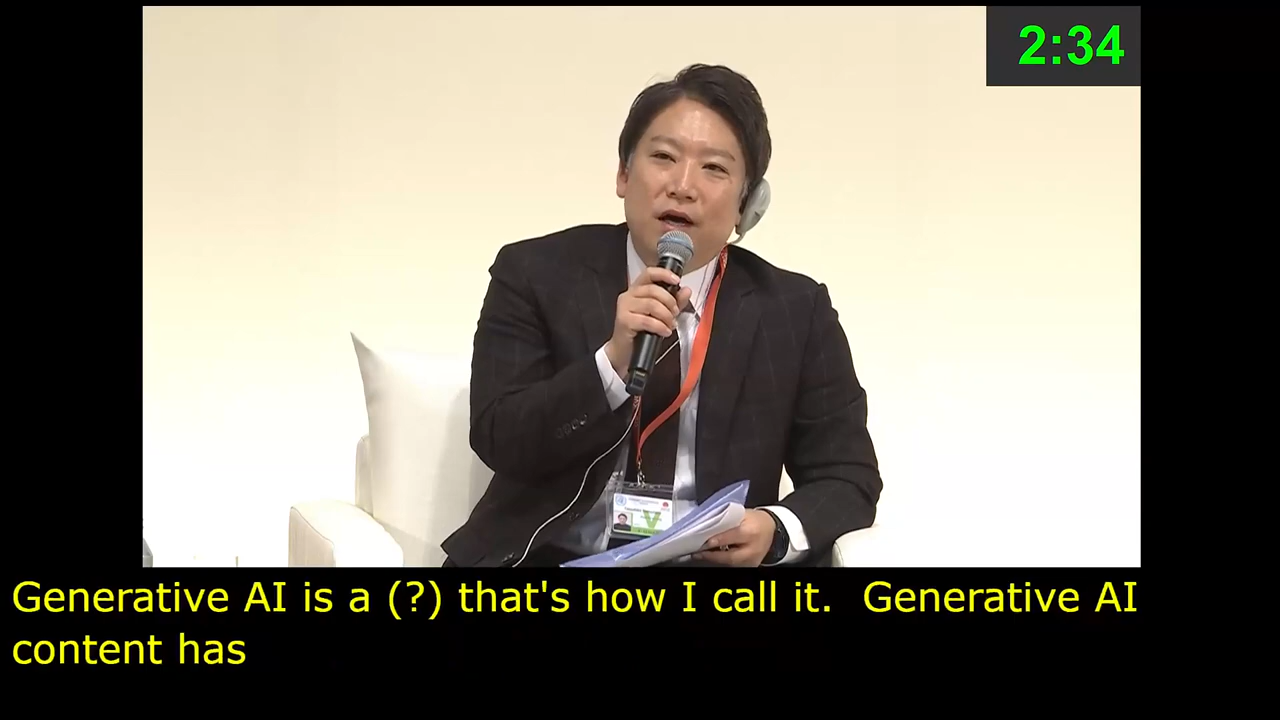 2:34
Generative AI is a (?) that's how I call it.  Generative AI
content has